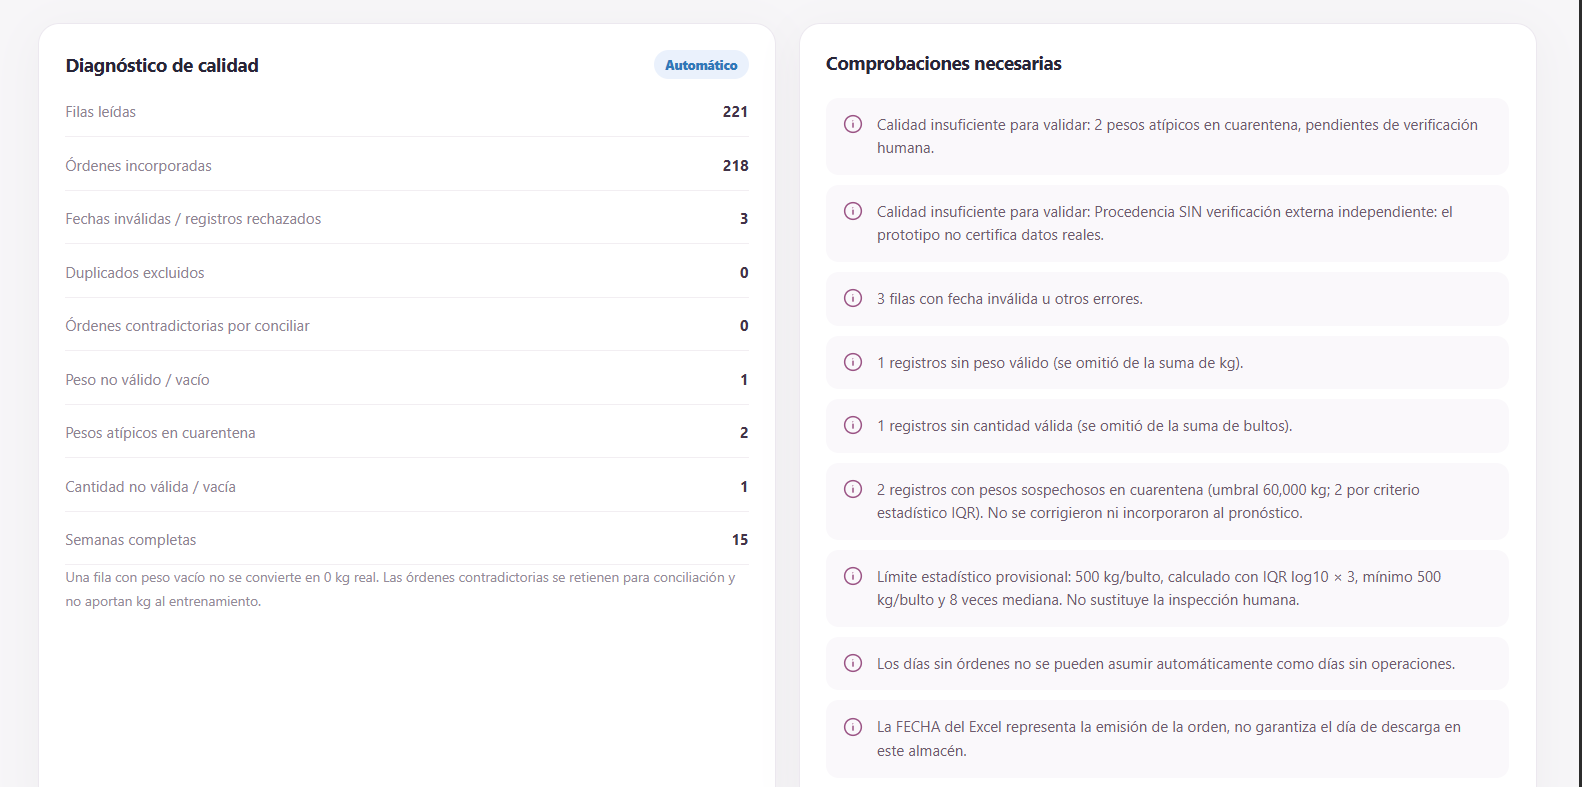 Diagnóstico de calidad
Automático
Filas leídas
221
Órdenes incorporadas
218
Fechas inválidas / registros rechazados
3
Duplicados excluidos
0
Órdenes contradictorias por conciliar
0
Peso no válido / vacío
1
Pesos atípicos en cuarentena
2
Cantidad no válida / vacía
1
Semanas completas
15
Una fila con peso vacío no se convierte en 0 kg real. Las órdenes contradictorias se retienen para conciliación y
no aportan kg al entrenamiento.
Comprobaciones necesarias
Calidad insuficiente para validar: 2 pesos atípicos en cuarentena, pendientes de verificación
humana.
Calidad insuficiente para validar: Procedencia SIN verificación externa independiente: el
prototipo no certifica datos reales.
3 filas con fecha inválida u otros errores.
1 registros sin peso válido (se omitió de la suma de kg).
1 registros sin cantidad válida (se omitió de la suma de bultos).
2 registros con pesos sospechosos en cuarentena (umbral 60,000 kg; 2 por criterio
estadístico IQR). No se corrigieron ni incorporaron al pronóstico.
Límite estadístico provisional: 500 kg/bulto, calculado con IQR log10 × 3, mínimo 500
kg/bulto y 8 veces mediana. No sustituye la inspección humana.
Los días sin órdenes no se pueden asumir automáticamente como días sin operaciones.
La FECHA del Excel representa la emisión de la orden, no garantiza el día de descarga en
este almacén.